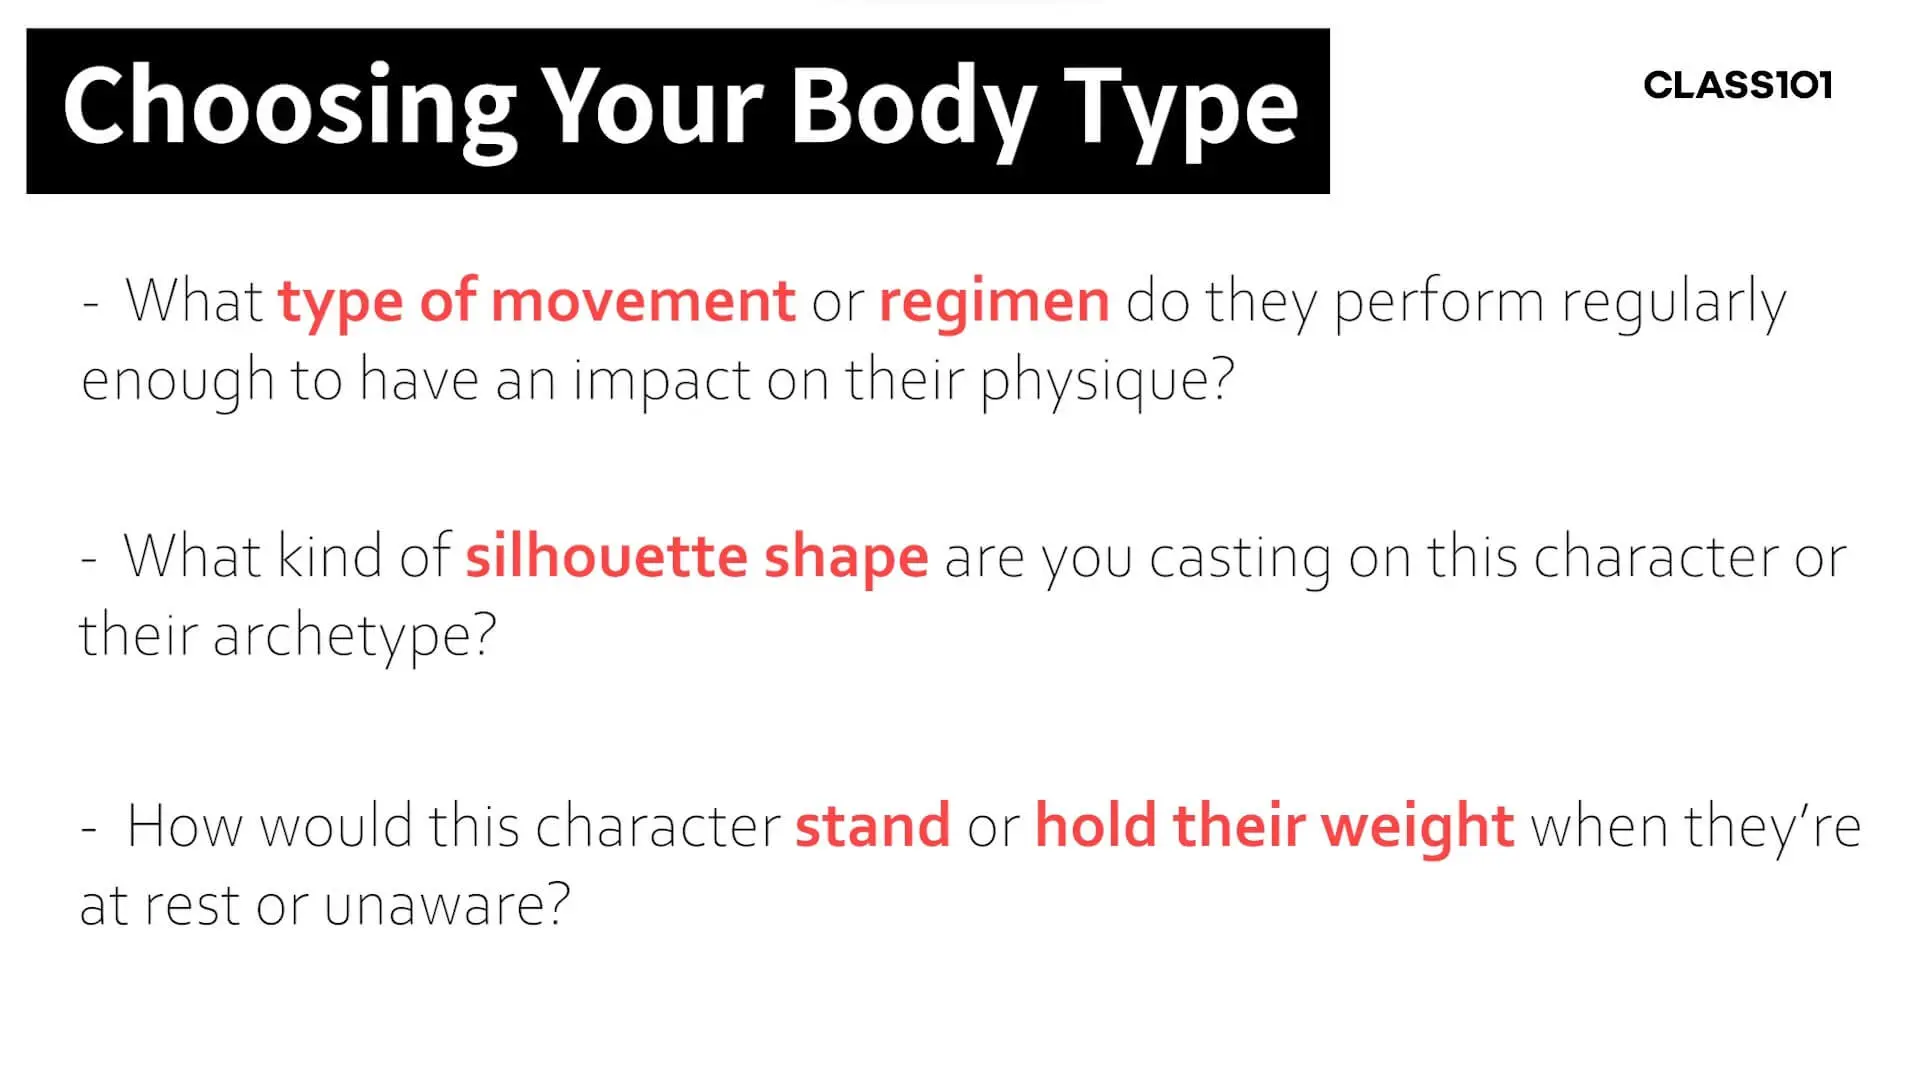 Choosing Your Body Type
CLASS101
- What type of movement or regimen do they perform regularly
enough to have an impact on their physique?
- What kind of silhouette shape are you casting on this character or
their archetype?
- How would this character stand or hold their weight when they’re
at rest or unaware?